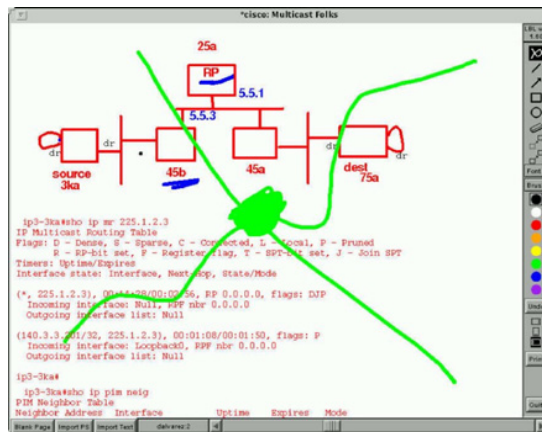 *cisco: Multicast Folks
25a
RP
5.5.1
5.5.3
dr
dr
dr
dr
source
3ka
45b
45a
dest
75a
ip3-3ka#sho ip mr 225.1.2.3
IP Multicast Routing Table
Flags: D - Dense, S - Sparse, C - Connected, L - Local, P - Pruned
R - RP-bit set, F - Register flag, T - SPT-bit set, J - Join SPT
Timers: Uptime/Expires
Interface state: Interface, Next-Hop, State/Mode
(*, 225.1.2.3), RP 0.0.0.0, flags: DJP
Incoming interface: Null, RPF nbr 0.0.0.0
Outgoing interface list: Null
(140.3.3.201/32, 225.1.2.3), 00:01:08/00:01:50, flags: P
Incoming interface: Loopback0, RPF nbr 0.0.0.0
Outgoing interface list: Null
ip3-3ka#
ip3-3ka#sho ip pim neig
PIM Neighbor Table
Neighbor Address Interface Uptime Expires Mode
Blank Page Import PS Import Text delvarez:2
Font
Undo